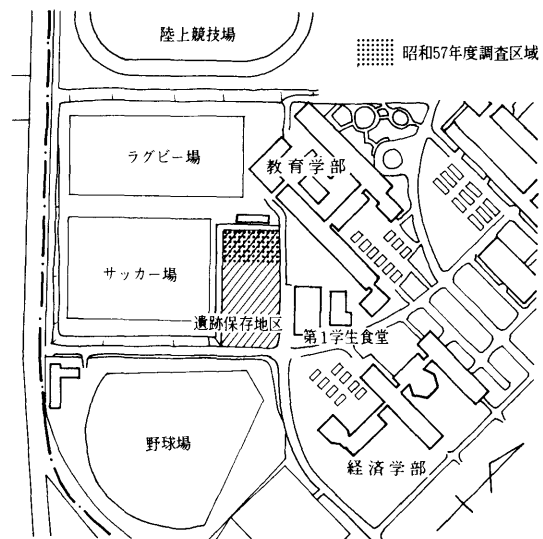 陸上競技場
昭和57年度調査区域
ラグビー場
教育学部
サッカー場
遺跡保存地区
第1学生食堂
野球場
経済学部